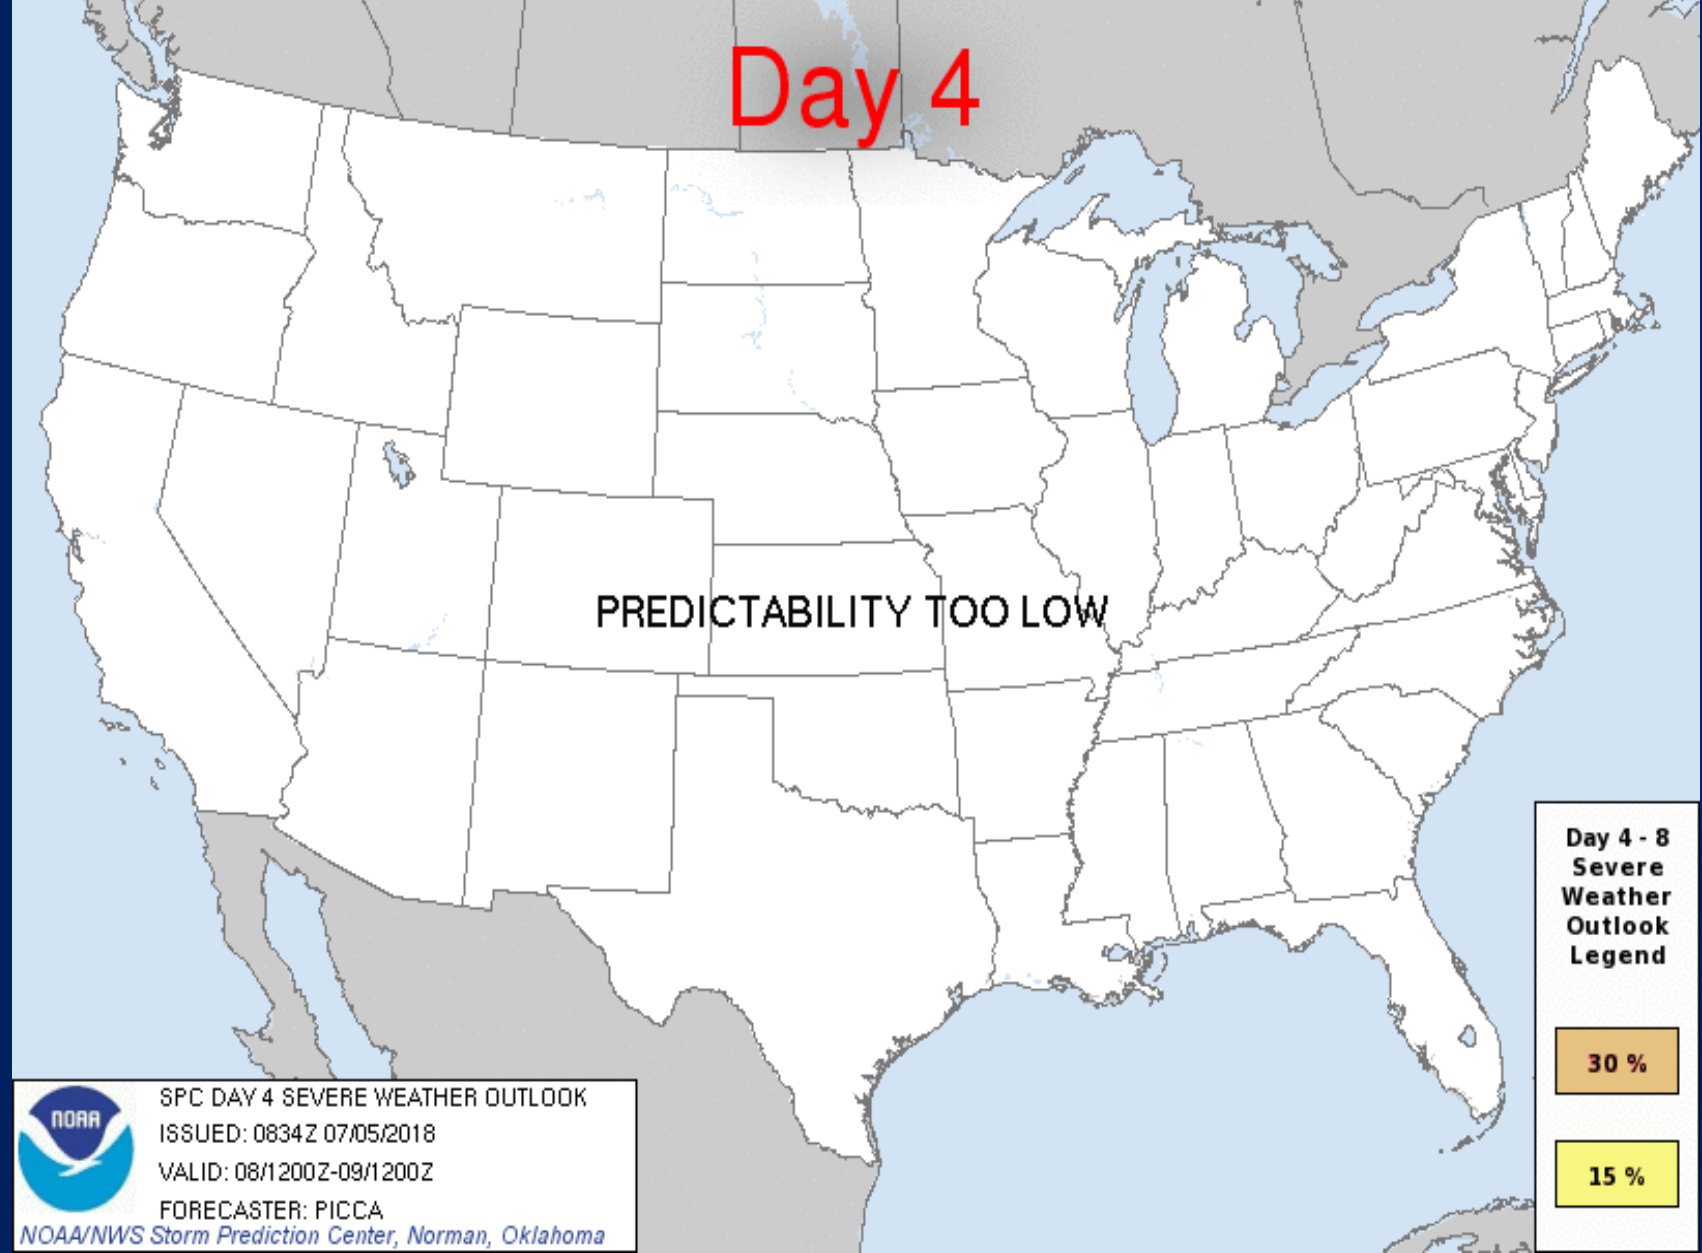 Day 4
PREDICTABILITY TOO LOW
Day 4 - 8
Severe
Weather
Outlook
Legend
30 %
15 %
NOAA
SPC DAY 4 SEVERE WEATHER OUTLOOK
ISSUED: 0834Z 07/05/2018
VALID: 08/1200Z-09/1200Z
FORECASTER: PICCA
NOAA/NWS Storm Prediction Center, Norman, Oklahoma